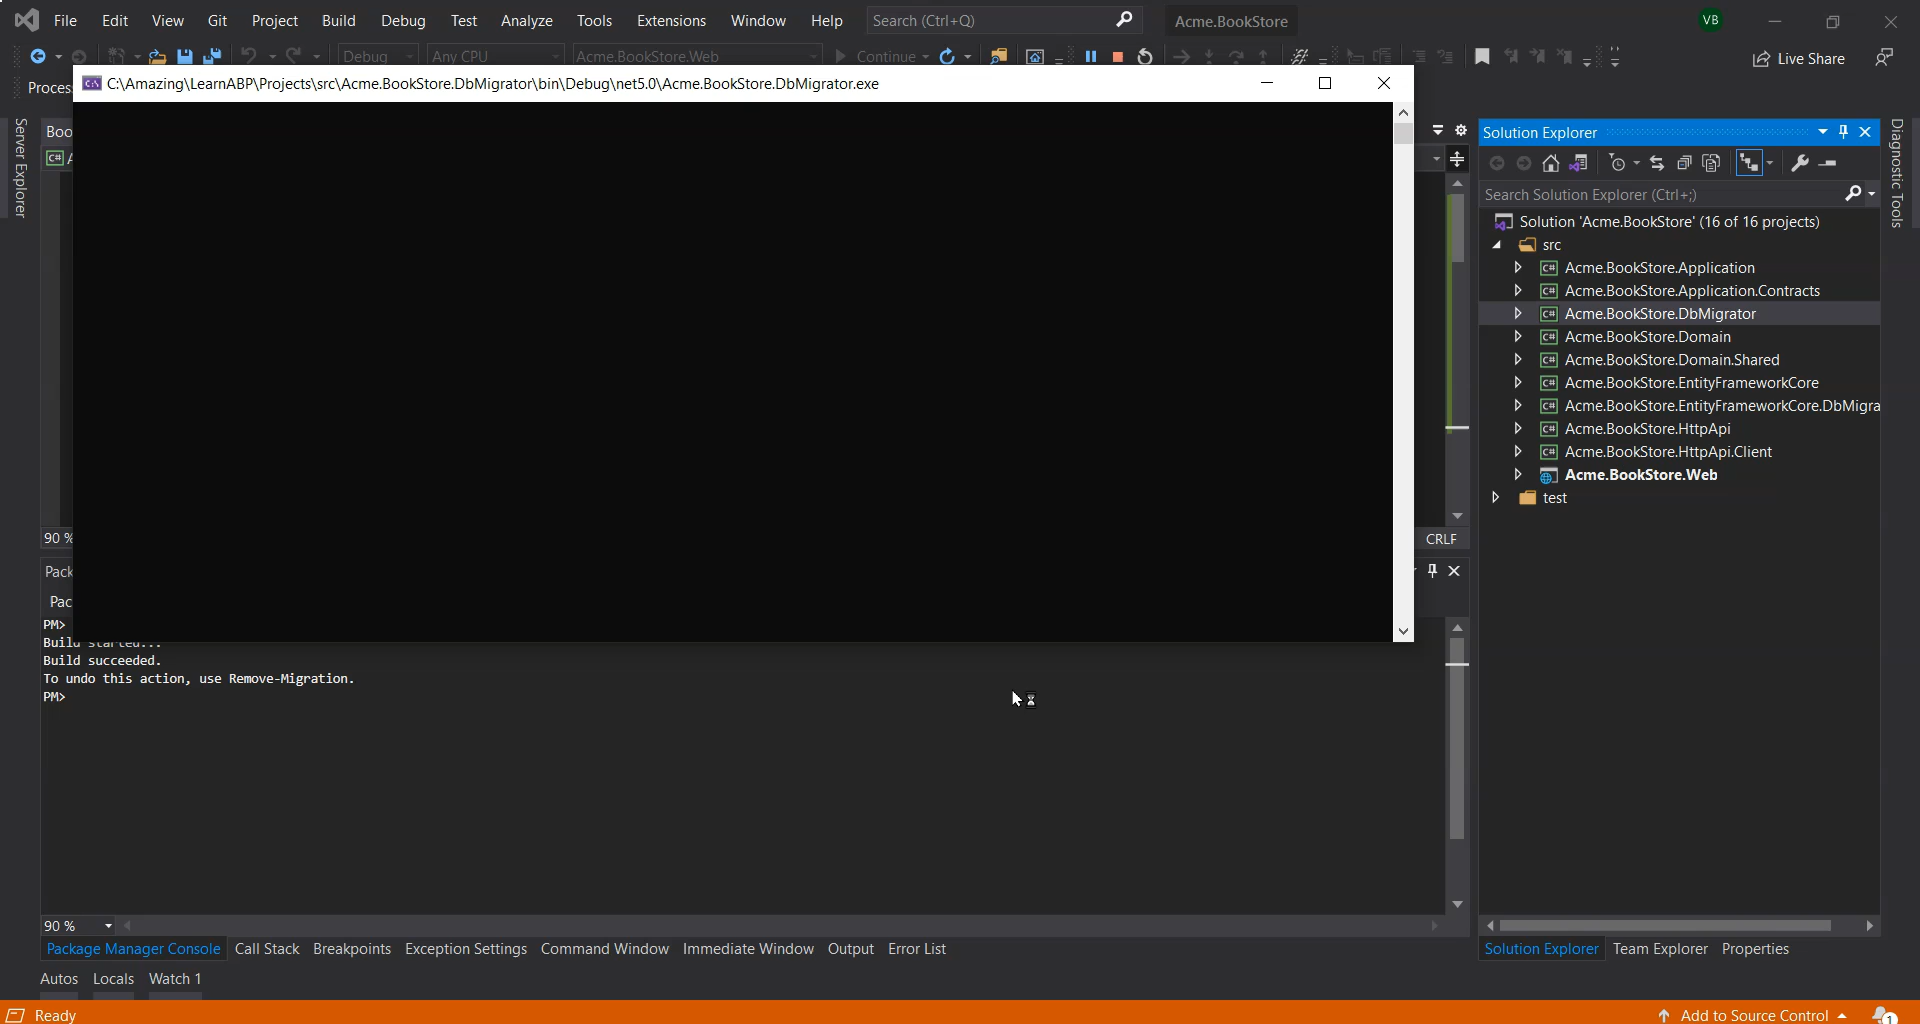 File Edit View Git Project Build Debug Test Analyze Tools Extensions Window Help Search (Ctrl+Q) Acme.BookStore VB
Debug Any CPU Acme.BookStore.Web Continue Live Share
Process
C:\Amazing\LearnABP\Projects\src\Acme.BookStore.DbMigrator\bin\Debug\net5.0\Acme.BookStore.DbMigrator.exe
Server Explorer
Boo
C# A
90 %
CRLF
Pack
Pac
PM>
Build started...
Build succeeded.
To undo this action, use Remove-Migration.
PM>
90 %
Package Manager Console Call Stack Breakpoints Exception Settings Command Window Immediate Window Output Error List
Autos Locals Watch 1
Solution Explorer
Search Solution Explorer (Ctrl+;)
Solution 'Acme.BookStore' (16 of 16 projects)
src
C# Acme.BookStore.Application
C# Acme.BookStore.Application.Contracts
C# Acme.BookStore.DbMigrator
C# Acme.BookStore.Domain
C# Acme.BookStore.Domain.Shared
C# Acme.BookStore.EntityFrameworkCore
C# Acme.BookStore.EntityFrameworkCore.DbMigra
C# Acme.BookStore.HttpApi
C# Acme.BookStore.HttpApi.Client
Acme.BookStore.Web
test
Solution Explorer Team Explorer Properties
Diagnostic Tools
Ready Add to Source Control 1